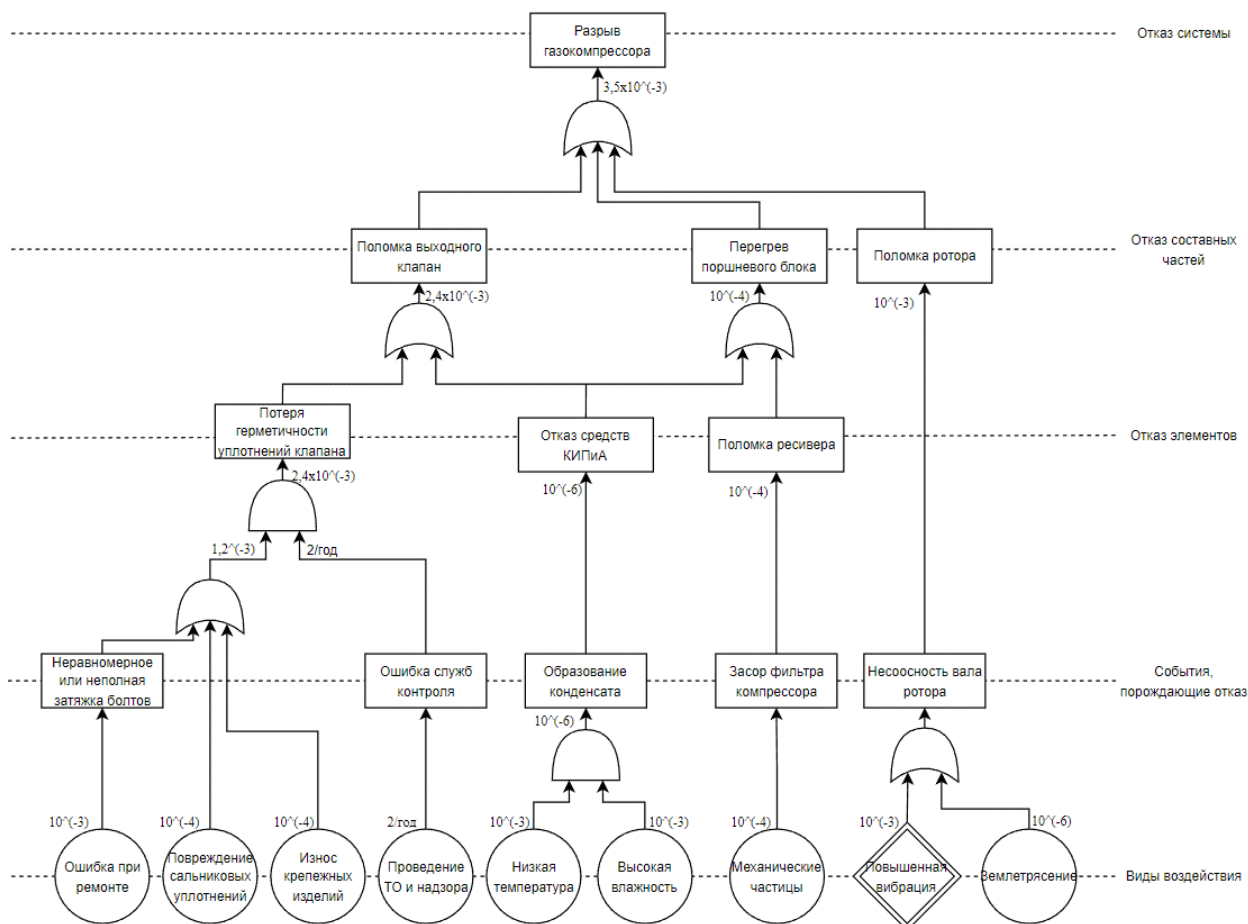 Разрыв
газокомпрессора
Отказ системы
3,5x10^(-3)
Поломка выходного
клапан
Перегрев
поршневого блока
Поломка ротора
Отказ составных
частей
2,4x10^(-3)
10^(-4)
10^(-3)
Потеря
герметичности
уплотнений клапана
Отказ средств
КИПиА
Поломка ресивера
Отказ элементов
2,4x10^(-3)
10^(-6)
10^(-4)
1,2^(-3)
2/год
Неравномерное
или неполная
затяжка болтов
Ошибка служб
контроля
Образование
конденсата
Засор фильтра
компрессора
Несоосность вала
ротора
События,
порождающие отказ
10^(-6)
10^(-3)
10^(-4)
10^(-4)
2/год
10^(-3)
10^(-3)
10^(-4)
10^(-3)
10^(-6)
Ошибка при
ремонте
Повреждение
сальниковых
уплотнений
Износ
крепежных
изделий
Проведение
ТО и надзора
Низкая
температура
Высокая
влажность
Механические
частицы
Повышенная
вибрация
Землетрясение
Виды воздействия